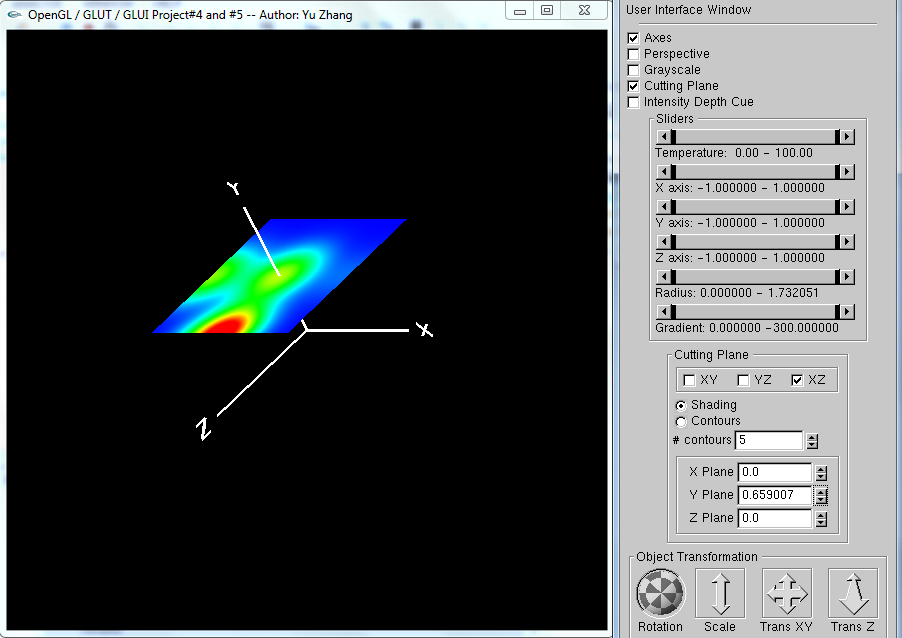 OpenGL / GLUT / GLUI Project#4 and #5 -- Author: Yu Zhang
Y
X
Z
User Interface Window
Axes
Perspective
Grayscale
Cutting Plane
Intensity Depth Cue
Sliders
Temperature: 0.00 - 100.00
X axis: -1.000000 - 1.000000
Y axis: -1.000000 - 1.000000
Z axis: -1.000000 - 1.000000
Radius: 0.000000 - 1.732051
Gradient: 0.000000 -300.000000
Cutting Plane
XY YZ XZ
Shading
Contours
# contours 5
X Plane 0.0
Y Plane 0.659007
Z Plane 0.0
Object Transformation
Rotation Scale Trans XY Trans Z